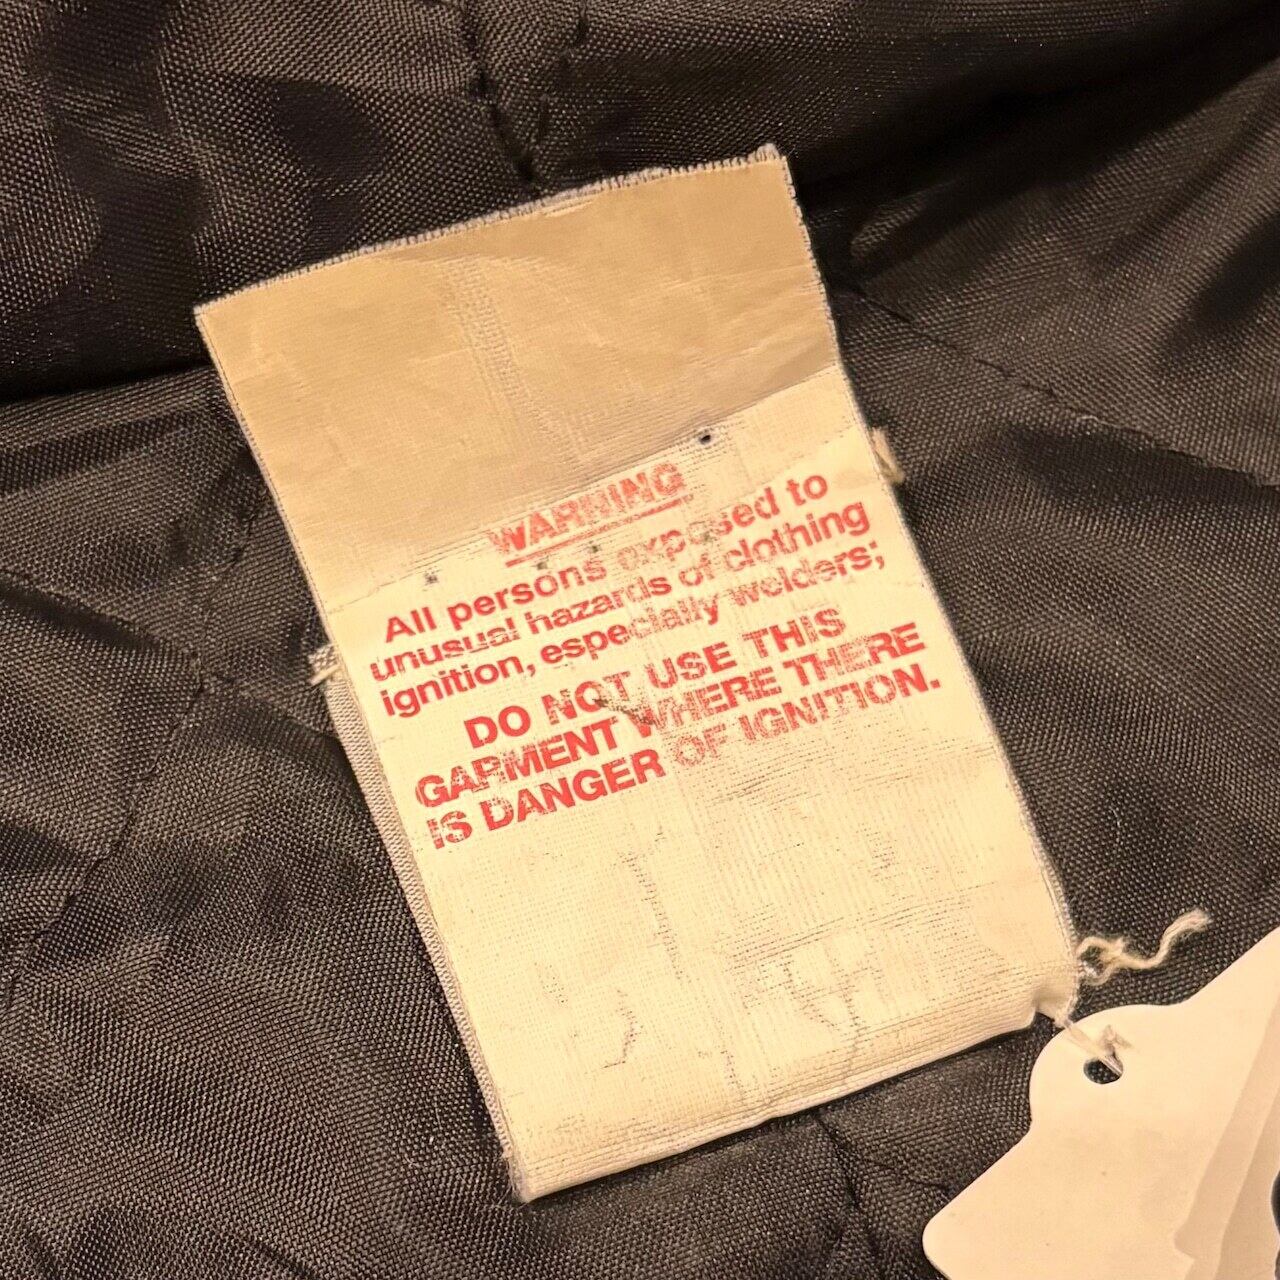 WARNING
All persons exposed to
unusual hazards of clothing
ignition, especially welders;
DO NOT USE THIS
GARMENT WHERE THERE
IS DANGER OF IGNITION.